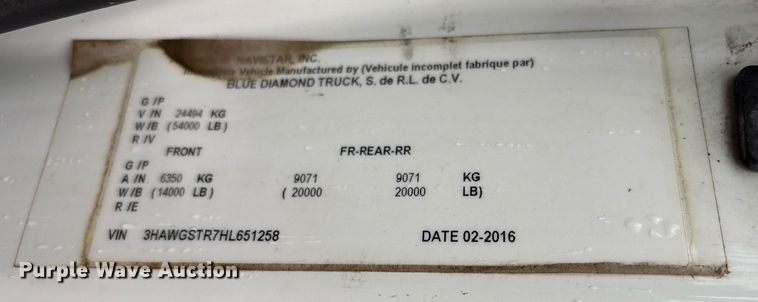 NAVISTAR, INC.
Vehicle Manufactured by (Vehicule incomplet fabrique par)
BLUE DIAMOND TRUCK, S. de R.L. de C.V.
G /P
V /N 24494 KG
W/B (54000 LB)
R /V
FRONT FR-REAR-RR
G /P
A /N 6350 KG 9071 9071 KG
W/B (14000 LB) ( 20000 20000 LB)
R /E
VIN 3HAWGSTR7HL651258 DATE 02-2016
Purple Wave Auction